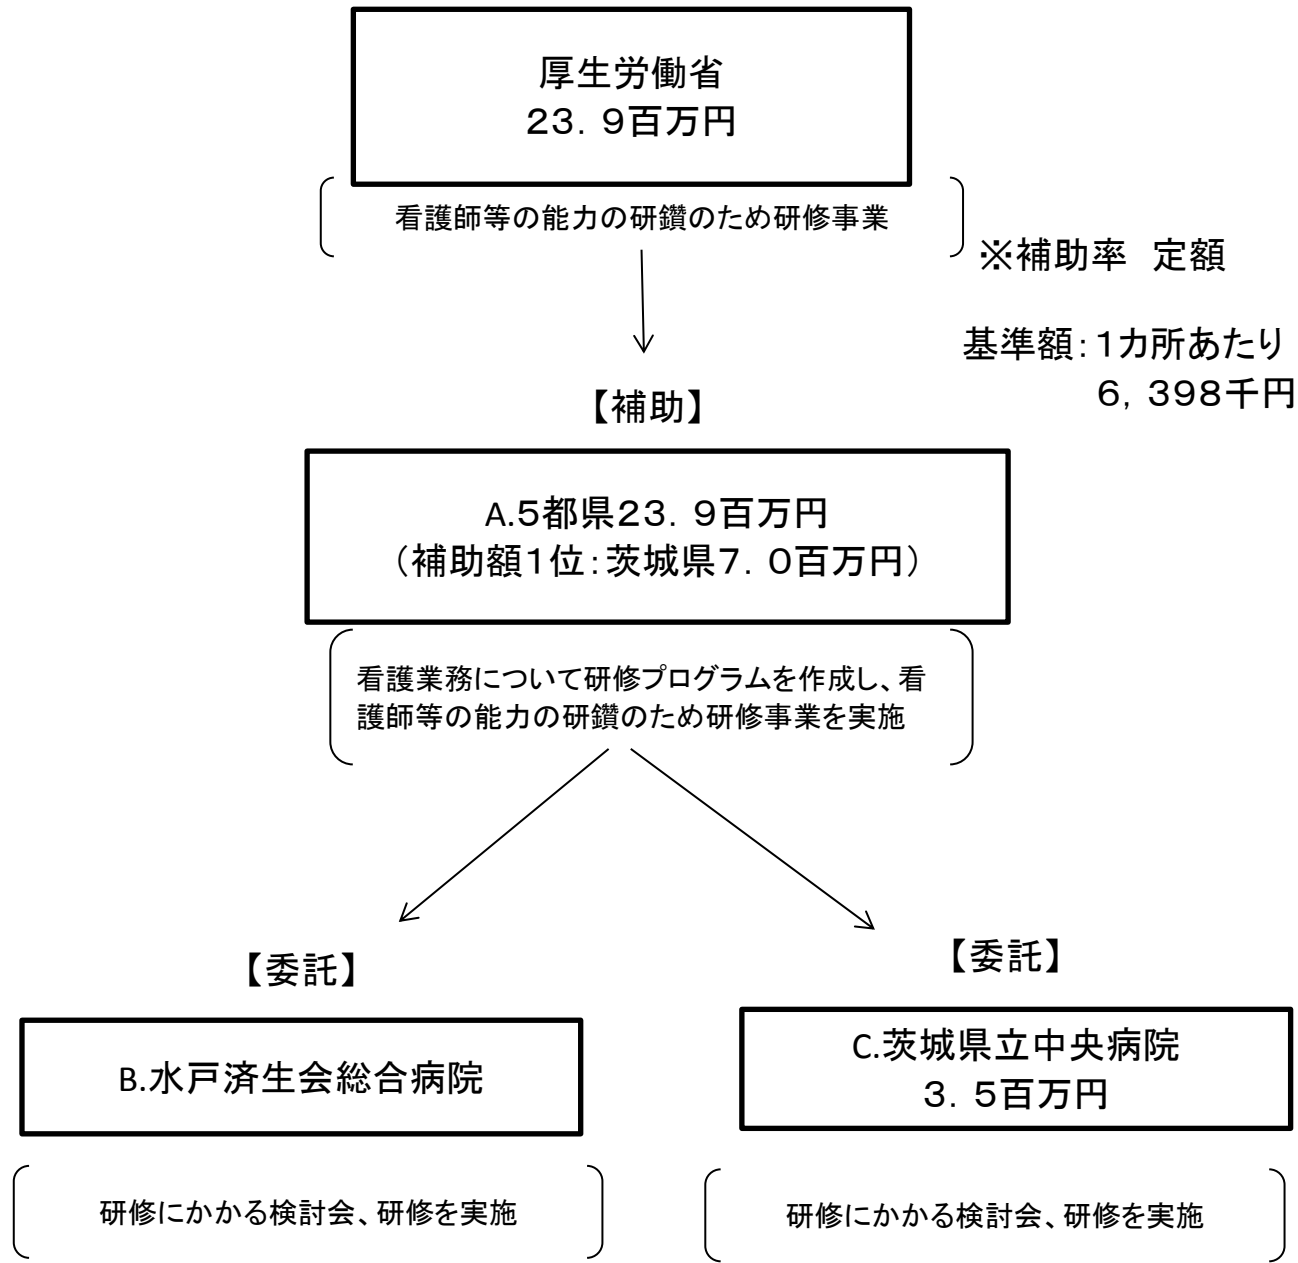 厚生労働省
２３．９百万円
看護師等の能力の研鑽のため研修事業
※補助率　定額
基準額：１カ所あたり
６，３９８千円
【補助】
A.５都県２３．９百万円
（補助額１位：茨城県７．０百万円）
看護業務について研修プログラムを作成し、看
護師等の能力の研鑽のため研修事業を実施
【委託】
【委託】
B.水戸済生会総合病院
C.茨城県立中央病院
３．５百万円
研修にかかる検討会、研修を実施
研修にかかる検討会、研修を実施